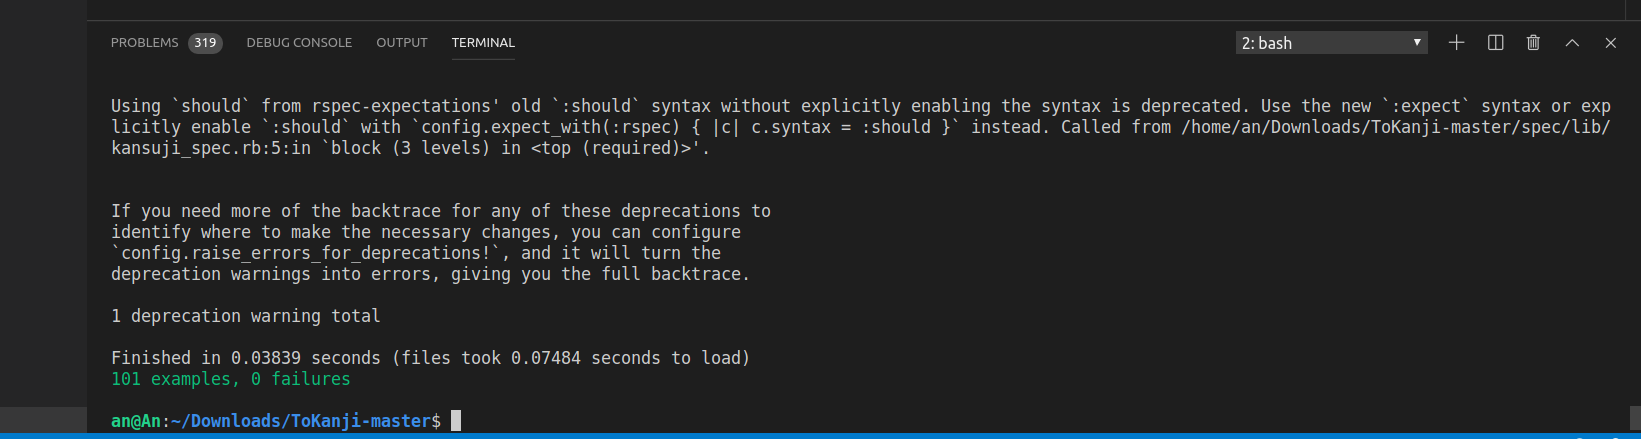 PROBLEMS 319 DEBUG CONSOLE OUTPUT TERMINAL 2: bash
Using `should` from rspec-expectations' old `:should` syntax without explicitly enabling the syntax is deprecated. Use the new `:expect` syntax or exp
licitly enable `:should` with `config.expect_with(:rspec) { |c| c.syntax = :should }` instead. Called from /home/an/Downloads/ToKanji-master/spec/lib/
kansuji_spec.rb:5:in `block (3 levels) in <top (required)>'.
If you need more of the backtrace for any of these deprecations to
identify where to make the necessary changes, you can configure
`config.raise_errors_for_deprecations!`, and it will turn the
deprecation warnings into errors, giving you the full backtrace.
1 deprecation warning total
Finished in 0.03839 seconds (files took 0.07484 seconds to load)
101 examples, 0 failures
an@An:~/Downloads/ToKanji-master$